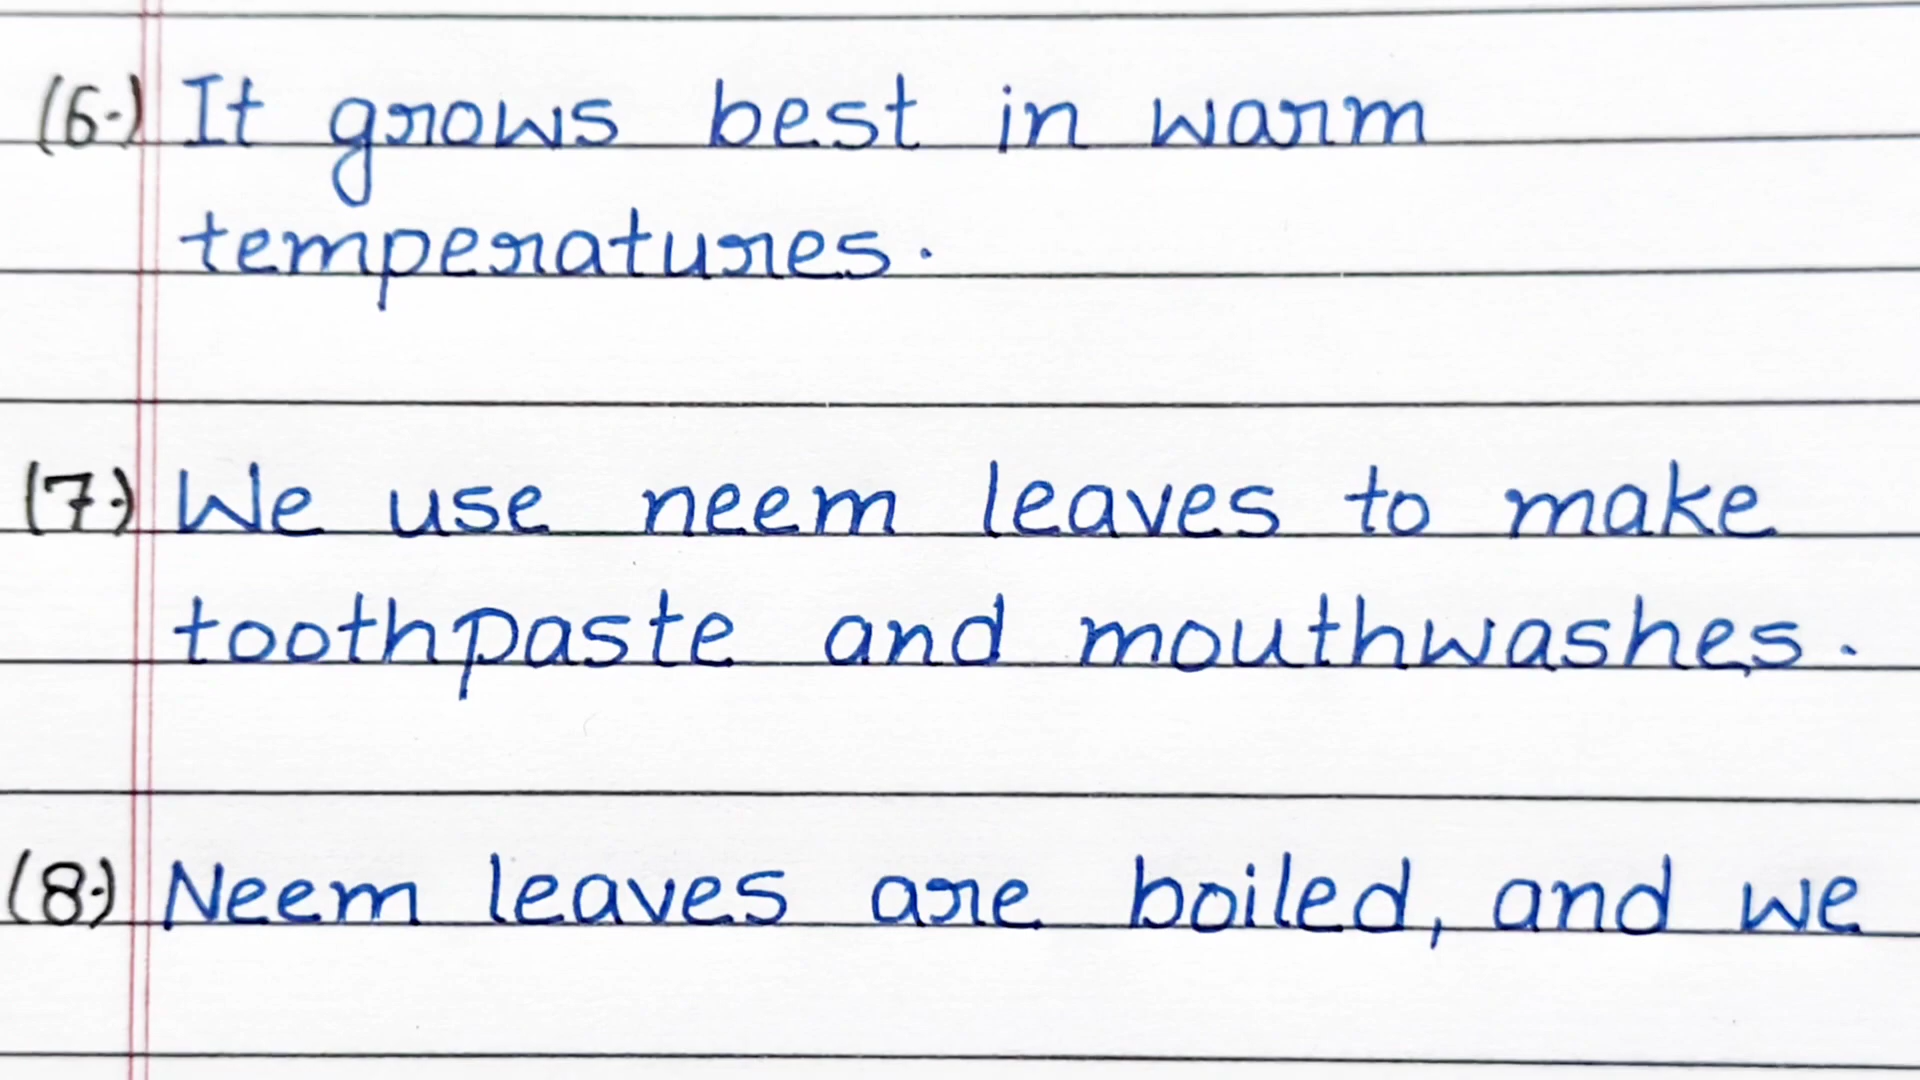 (6.) It grows best in warm
temperatures.
(7.) We use neem leaves to make
toothpaste and mouthwashes.
(8.) Neem leaves are boiled, and we